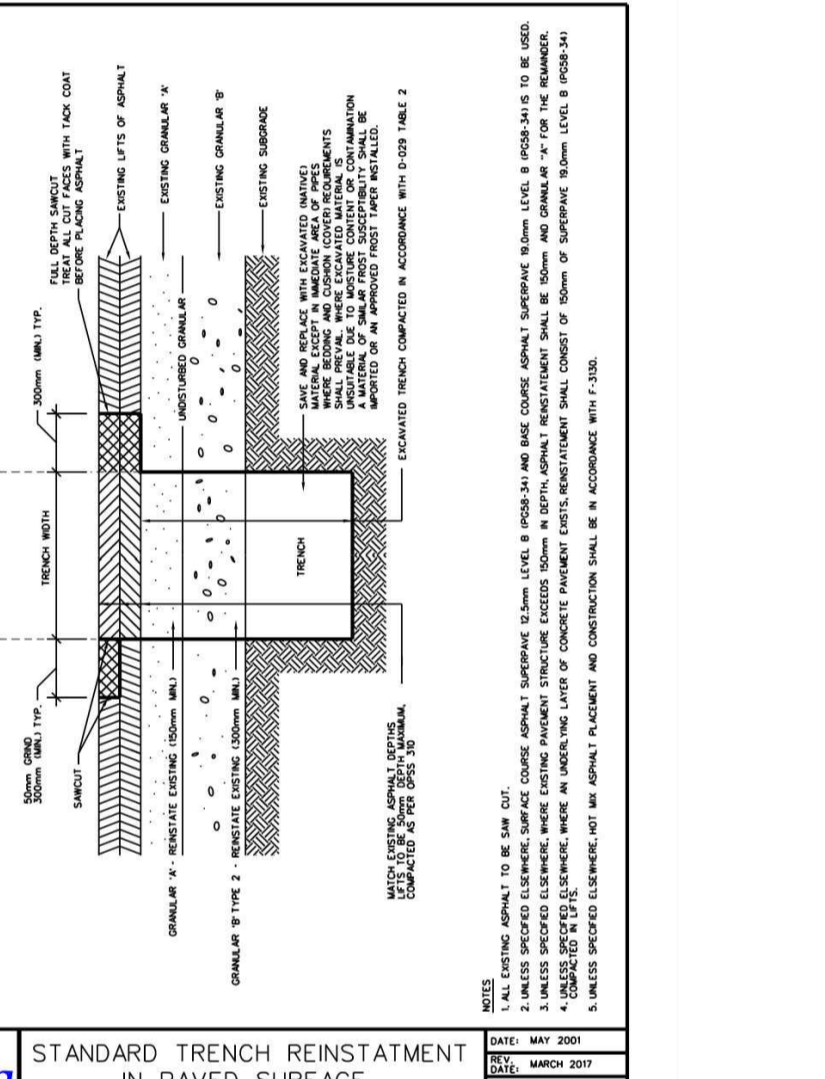 50mm GRIND
300mm (MIN.) TYP.
TRENCH WIDTH
300mm (MIN.) TYP.
FULL DEPTH SAWCUT
TREAT ALL CUT FACES WITH TACK COAT
BEFORE PLACING ASPHALT
SAWCUT
EXISTING LIFTS OF ASPHALT
EXISTING GRANULAR 'A'
UNDISTURBED GRANULAR
EXISTING GRANULAR 'B'
EXISTING SUBGRADE
GRANULAR 'A' - REINSTATE EXISTING (150mm MIN.)
GRANULAR 'B' TYPE 2 - REINSTATE EXISTING (300mm MIN.)
TRENCH
SAVE AND REPLACE WITH EXCAVATED (NATIVE)
MATERIAL EXCEPT IN IMMEDIATE AREA OF PIPES
WHERE BEDDING AND CUSHION (COVER) REQUIREMENTS
SHALL PREVAIL. WHERE EXCAVATED MATERIAL IS
UNSUITABLE DUE TO MOISTURE CONTENT OR CONTAMINATION
A MATERIAL OF SIMILAR FROST SUSCEPTIBILITY SHALL BE
IMPORTED OR AN APPROVED FROST TAPER INSTALLED.
MATCH EXISTING ASPHALT DEPTHS
LIFTS TO BE 50mm DEPTH MAXIMUM,
COMPACTED AS PER OPSS 310
EXCAVATED TRENCH COMPACTED IN ACCORDANCE WITH D-029 TABLE 2
NOTES
1. ALL EXISTING ASPHALT TO BE SAW CUT.
2. UNLESS SPECIFIED ELSEWHERE, SURFACE COURSE ASPHALT SUPERPAVE 12.5mm LEVEL B (PG58-34) AND BASE COURSE ASPHALT SUPERPAVE 19.0mm LEVEL B (PG58-34) IS TO BE USED.
3. UNLESS SPECIFIED ELSEWHERE, WHERE EXISTING PAVEMENT STRUCTURE EXCEEDS 150mm IN DEPTH, ASPHALT REINSTATEMENT SHALL BE 150mm AND GRANULAR "A" FOR THE REMAINDER.
4. UNLESS SPECIFIED ELSEWHERE, WHERE AN UNDERLYING LAYER OF CONCRETE PAVEMENT EXISTS, REINSTATEMENT SHALL CONSIST OF 150mm OF SUPERPAVE 19.0mm LEVEL B (PG58-34)
COMPACTED IN LIFTS.
5. UNLESS SPECIFIED ELSEWHERE, HOT MIX ASPHALT PLACEMENT AND CONSTRUCTION SHALL BE IN ACCORDANCE WITH F-3130.
STANDARD TRENCH REINSTATMENT
IN PAVED SURFACE
DATE: MAY 2001
REV. DATE: MARCH 2017